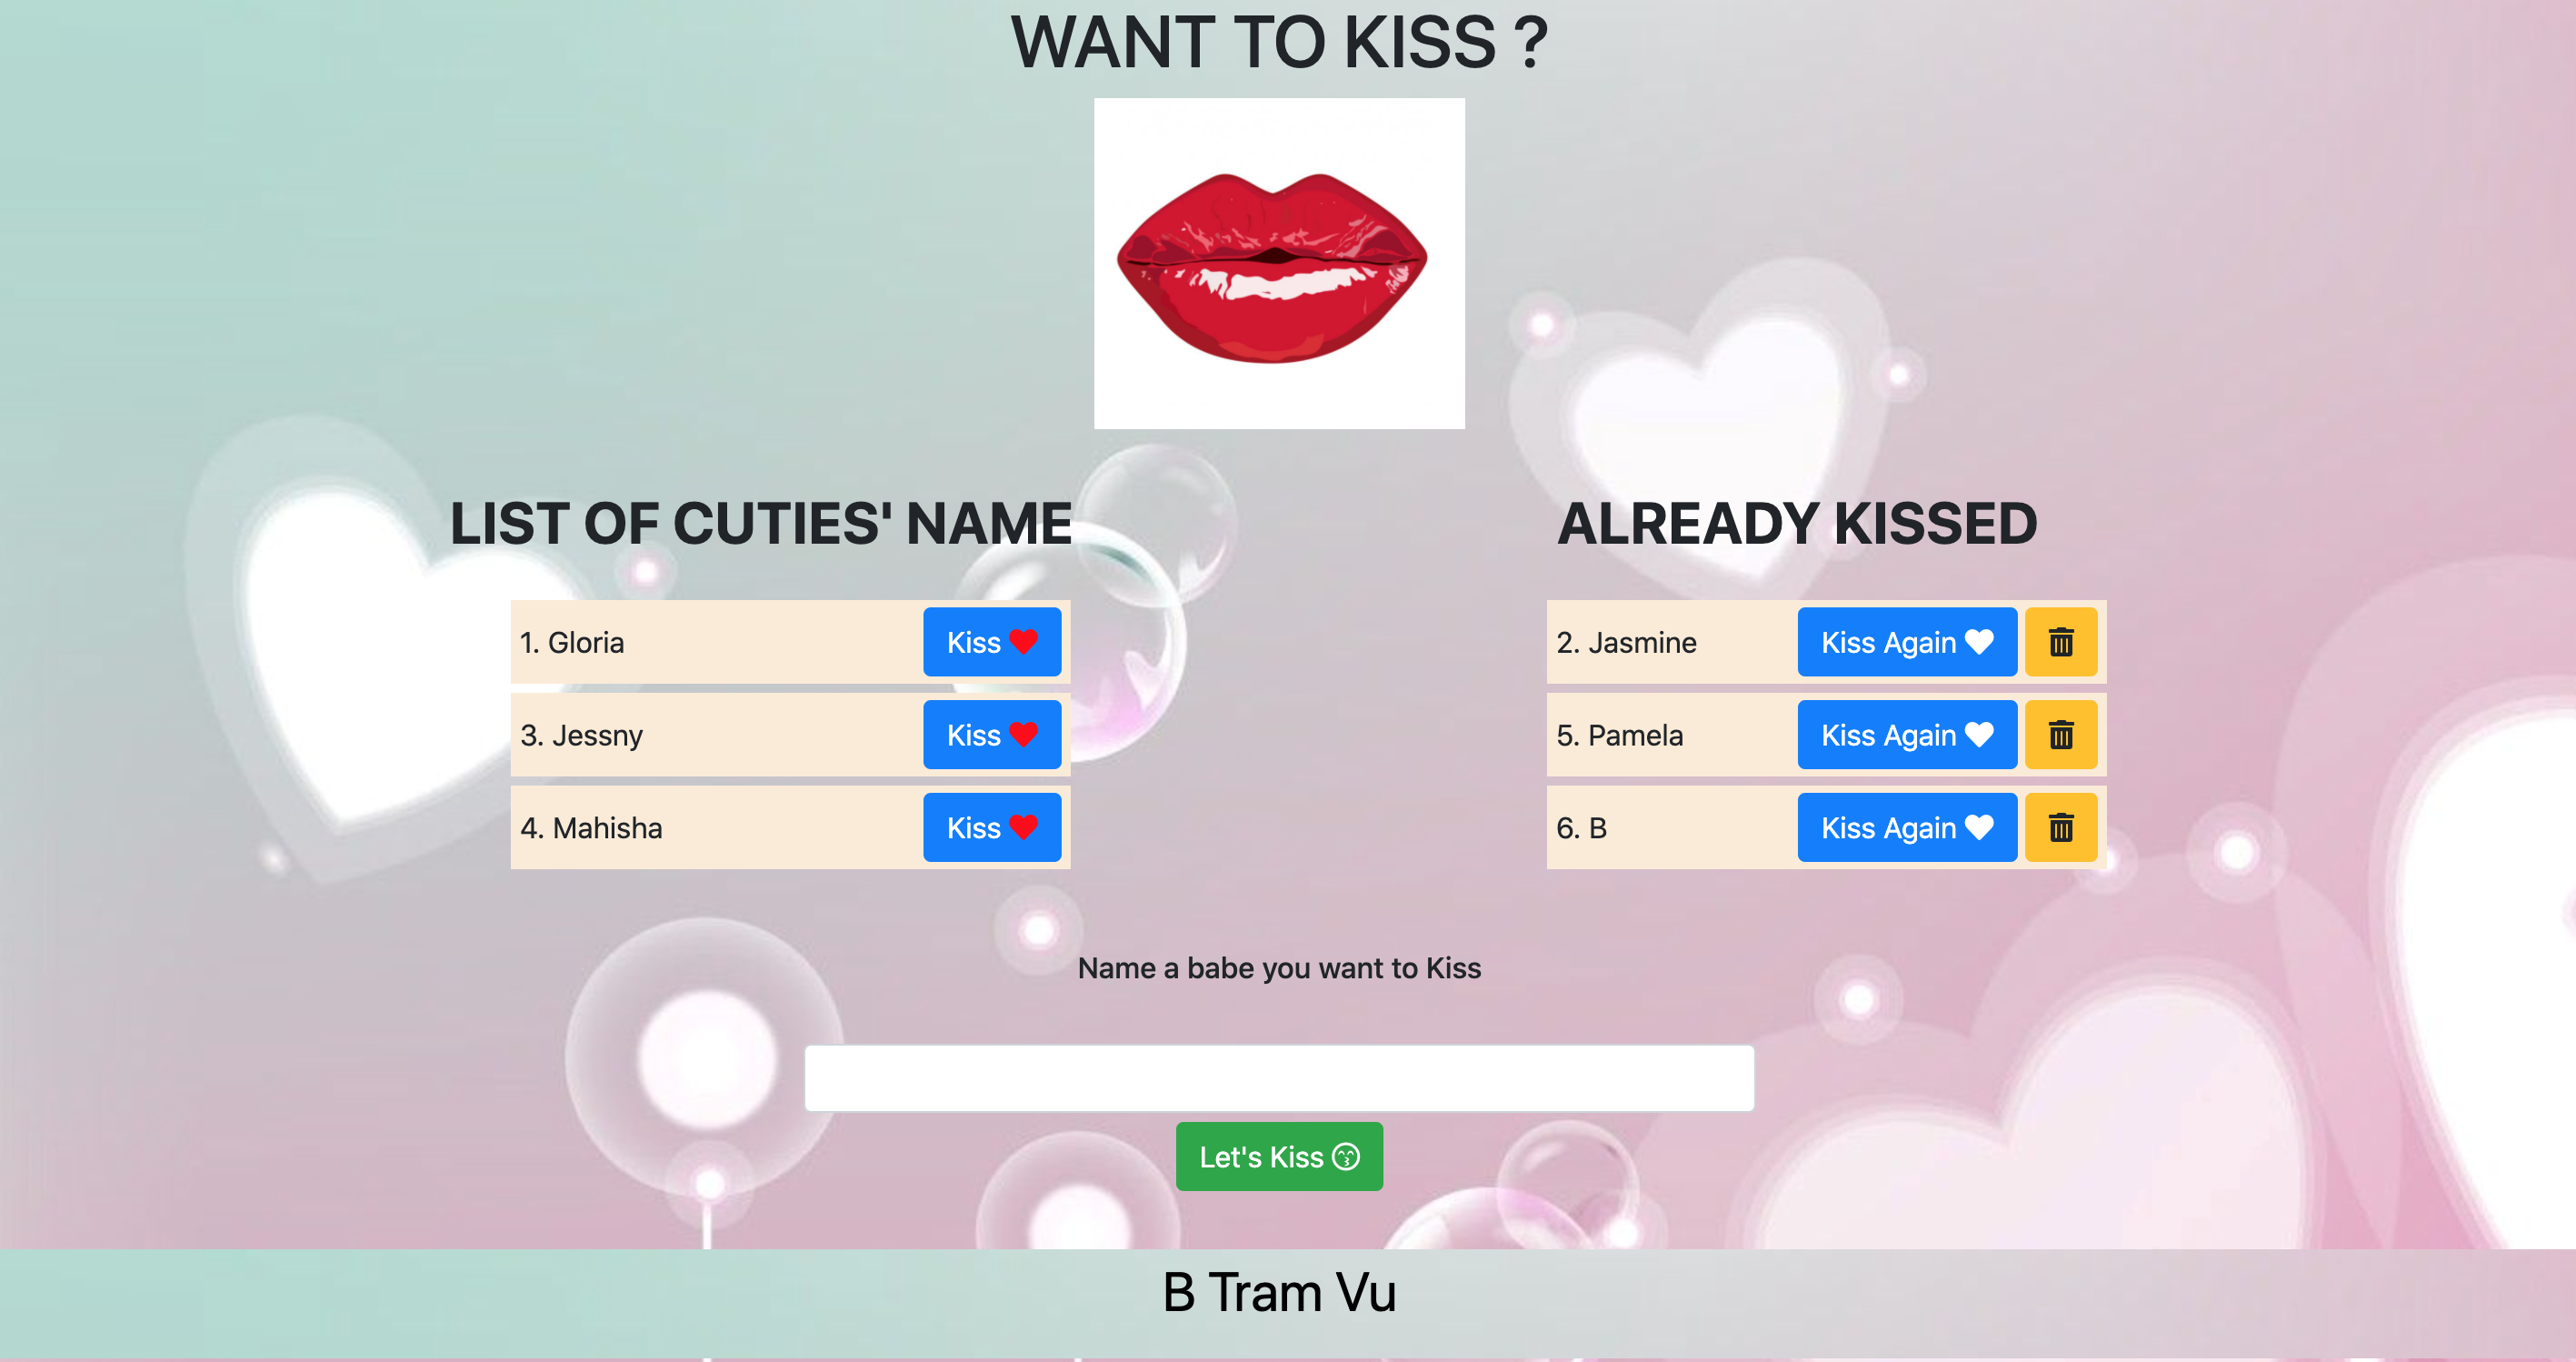 WANT TO KISS ?
LIST OF CUTIES' NAME
1. Gloria
Kiss
3. Jessny
Kiss
4. Mahisha
Kiss
ALREADY KISSED
2. Jasmine
Kiss Again
5. Pamela
Kiss Again
6. B
Kiss Again
Name a babe you want to Kiss
Let's Kiss
B Tram Vu